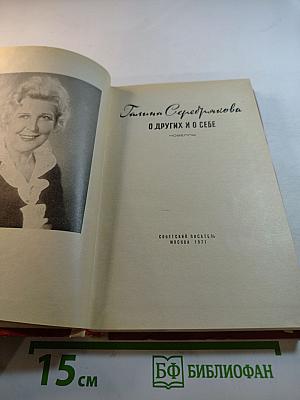 Галина Серебрякова
О ДРУГИХ И О СЕБЕ
НОВЕЛЛЫ
СОВЕТСКИЙ ПИСАТЕЛЬ
МОСКВА 1971
15 см
БФ БИБЛИОФАН